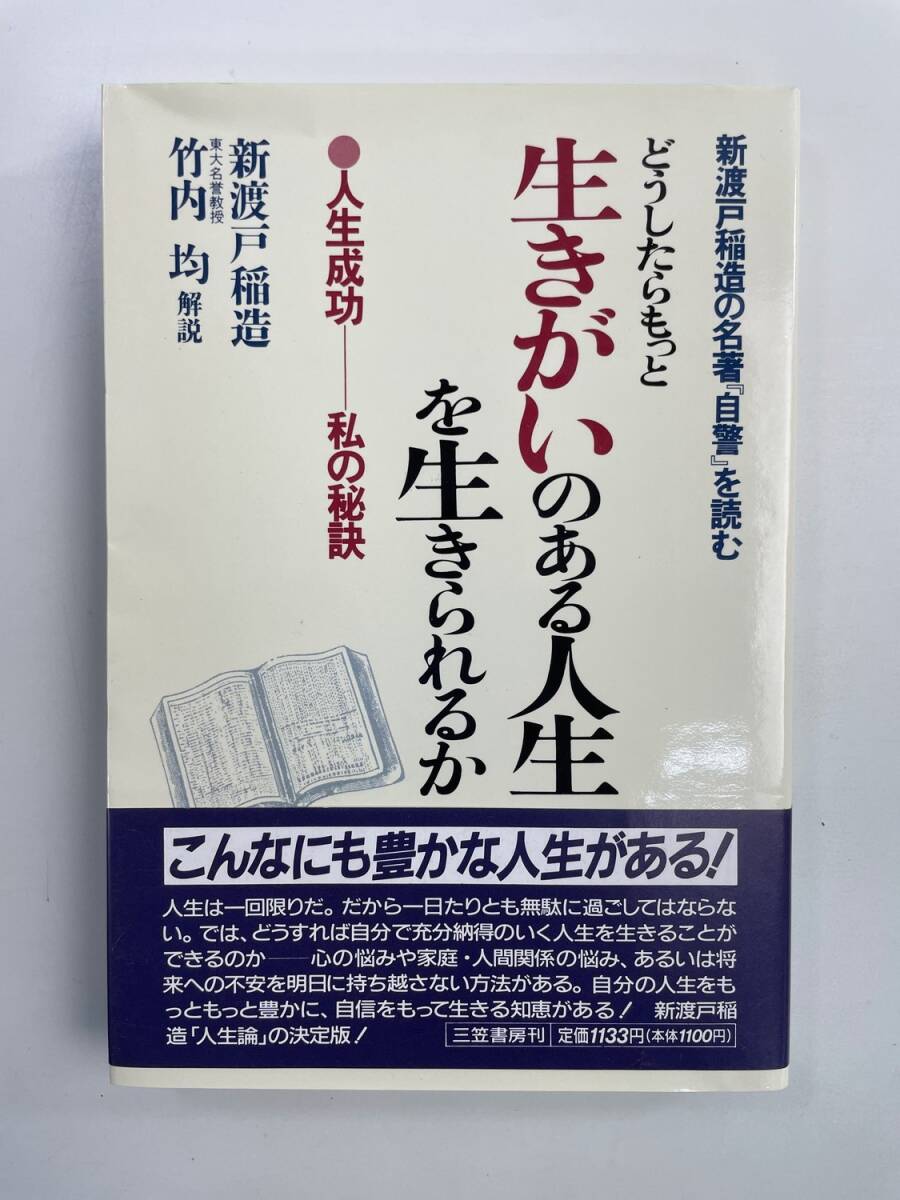 新渡戸稲造の名著『自警』を読む
どうしたらもっと
生きがいのある人生
を生きられるか
●人生成功――私の秘訣
新渡戸稲造
東大名誉教授
竹内 均 解説
こんなにも豊かな人生がある!
人生は一回限りだ。だから一日たりとも無駄に過ごしてはならな
い。では、どうすれば自分で充分納得のいく人生を生きることが
できるのか――心の悩みや家庭・人間関係の悩み、あるいは将
来への不安を明日に持ち越さない方法がある。自分の人生をも
っともっと豊かに、自信をもって生きる知恵がある! 新渡戸稲
造「人生論」の決定版! 三笠書房刊 定価1133円(本体1100円)